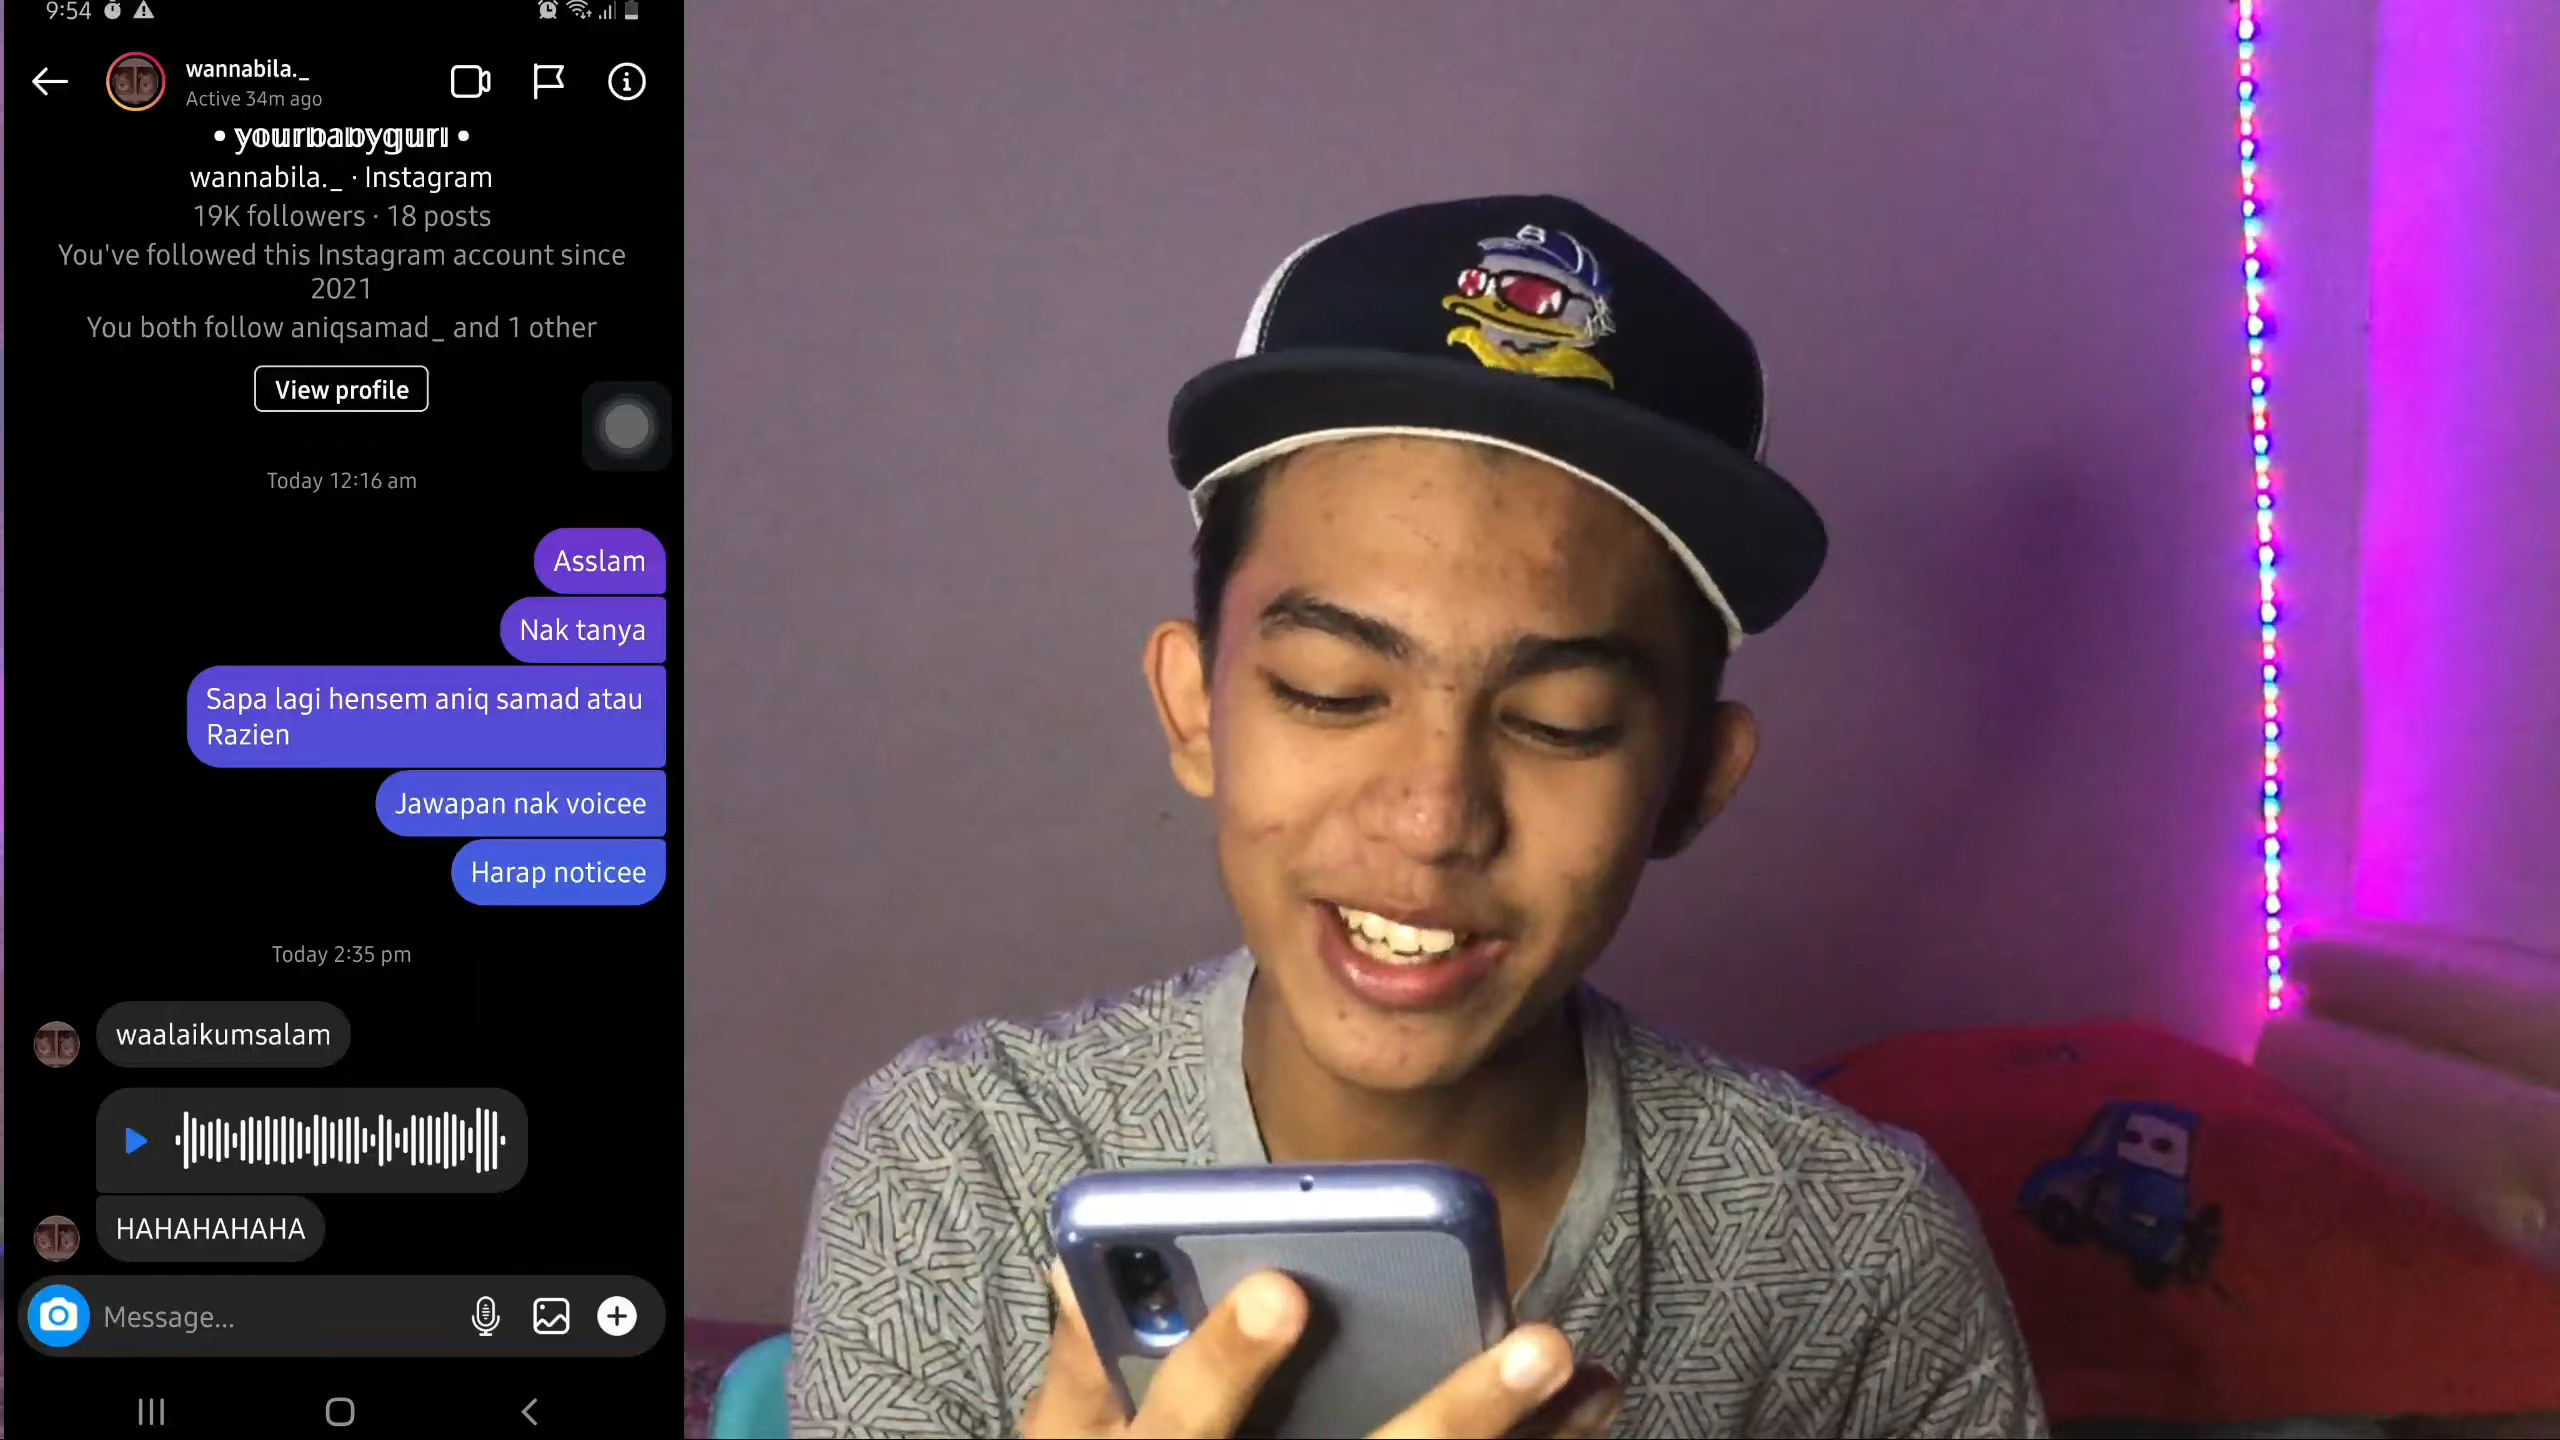 9:54
wannabila._
Active 34m ago
• yourbabygurl •
wannabila._ · Instagram
19K followers · 18 posts
You've followed this Instagram account since
2021
You both follow aniqsamad_ and 1 other
View profile
Today 12:16 am
Asslam
Nak tanya
Sapa lagi hensem aniq samad atau
Razien
Jawapan nak voicee
Harap noticee
Today 2:35 pm
waalaikumsalam
HAHAHAHAHA
Message...